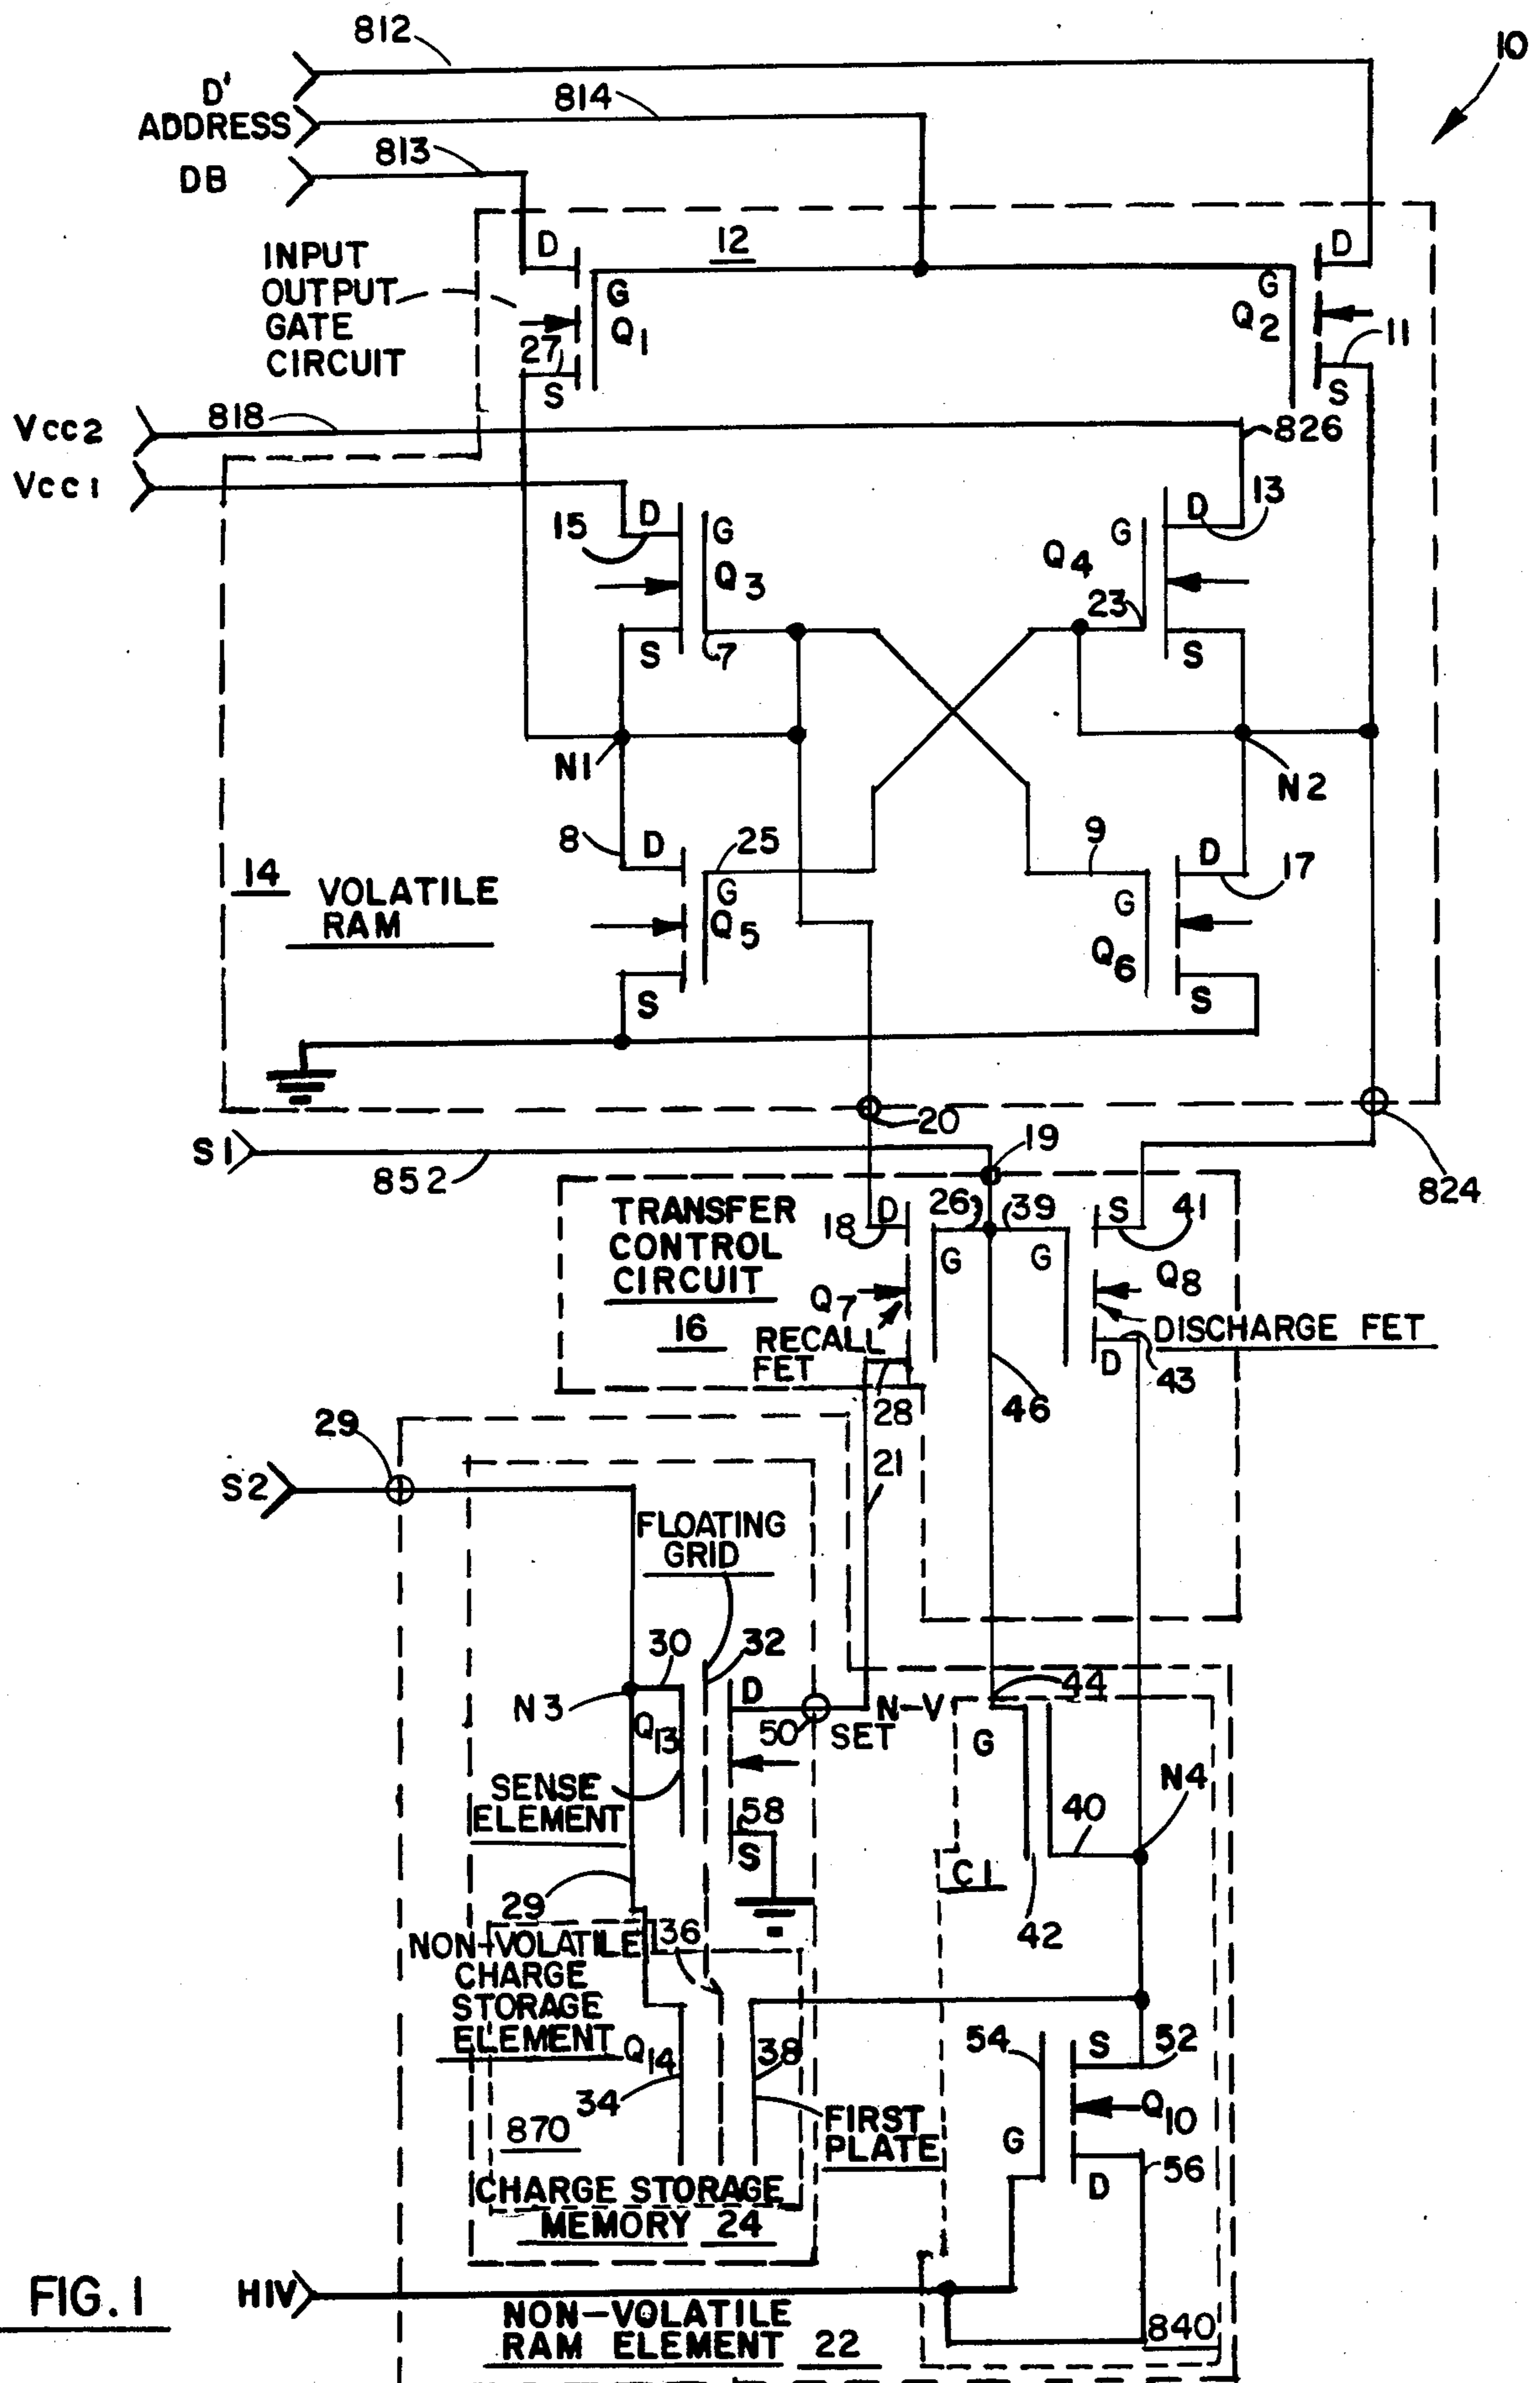 812
10
D'
ADDRESS
814
DB
813
INPUT
OUTPUT
GATE
CIRCUIT
12
D
G
Q1
27
S
D
G
Q2
11
S
Vcc2
818
826
Vcc1
15
D
G
Q3
S
7
Q4
G
D
13
23
S
N1
N2
8
D
25
G
Q5
S
9
D
17
G
Q6
S
14 VOLATILE
RAM
20
S1
852
19
824
TRANSFER
CONTROL
CIRCUIT
16
18
D
26
39
S
41
G
G
Q7
Q8
RECALL
FET
DISCHARGE FET
D
43
28
46
29
S2
21
FLOATING
GRID
30
32
N3
Q13
D
50
N-V
SET
44
G
N4
SENSE
ELEMENT
58
S
40
C1
42
29
NON-VOLATILE
CHARGE
STORAGE
ELEMENT
36
Q14
38
34
870
FIRST
PLATE
54
S
52
Q10
G
D
56
CHARGE STORAGE
MEMORY 24
HIV
840
NON-VOLATILE
RAM ELEMENT 22
FIG. 1